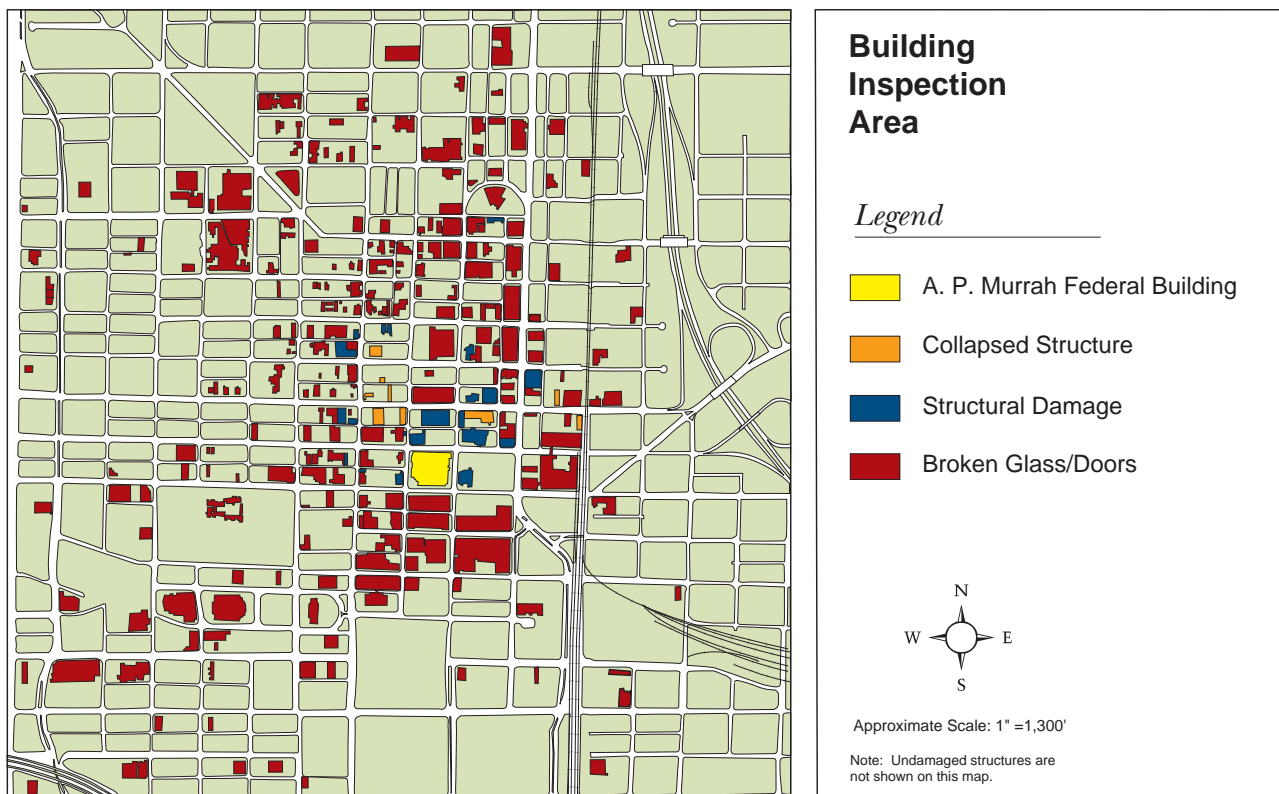 Building
Inspection
Area
Legend
A. P. Murrah Federal Building
Collapsed Structure
Structural Damage
Broken Glass/Doors
N
W E
S
Approximate Scale: 1" =1,300'
Note: Undamaged structures are
not shown on this map.